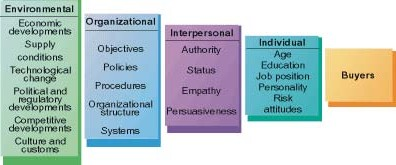 Environmental
Economic
developments
Supply
conditions
Technological
change
Political and
regulatory
developments
Competitive
developments
Culture and
customs
Organizational
Objectives
Policies
Procedures
Organizational
structure
Systems
Interpersonal
Authority
Status
Empathy
Persuasiveness
Individual
Age
Education
Job position
Personality
Risk
attitudes
Buyers